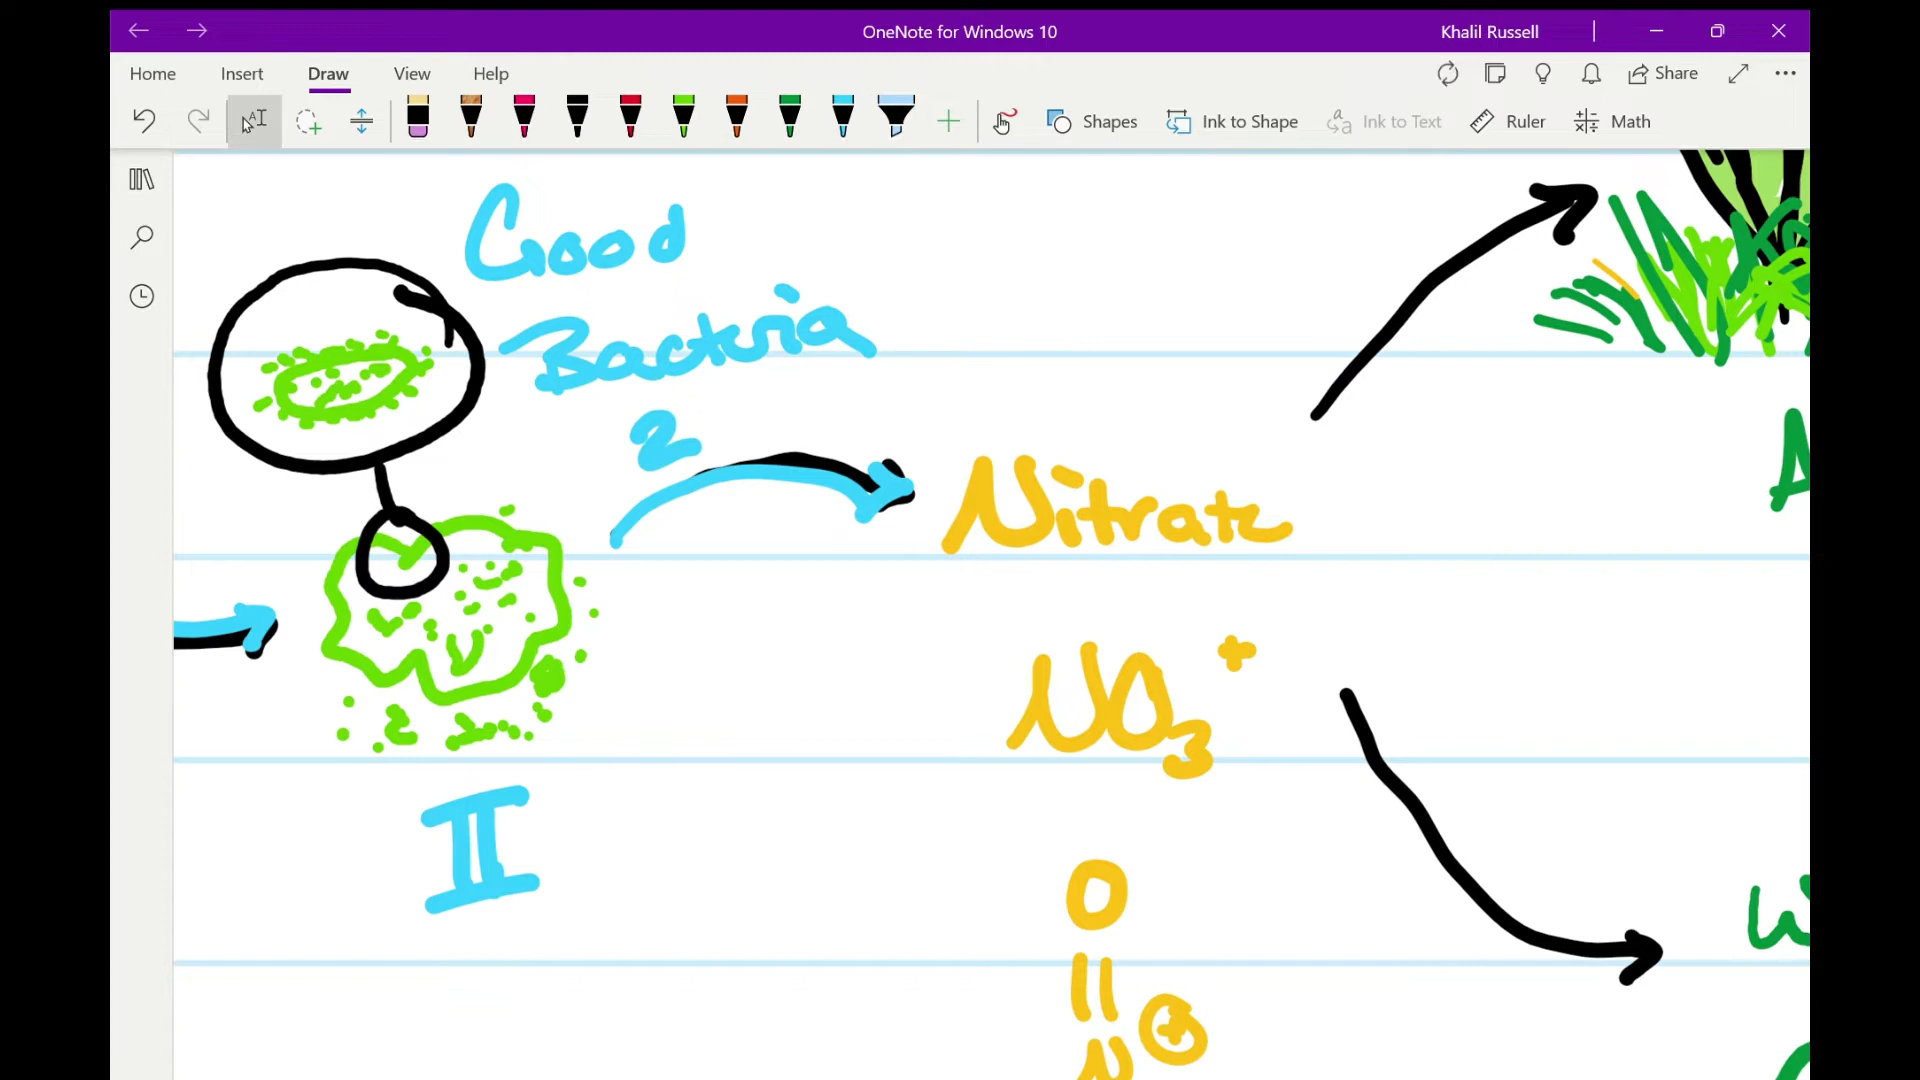 OneNote for Windows 10
Khalil Russell
Home Insert Draw View Help
Share
Shapes Ink to Shape Ink to Text Ruler Math
Good
Bacteria
2
Nitrate
NO3+
II
O
N +